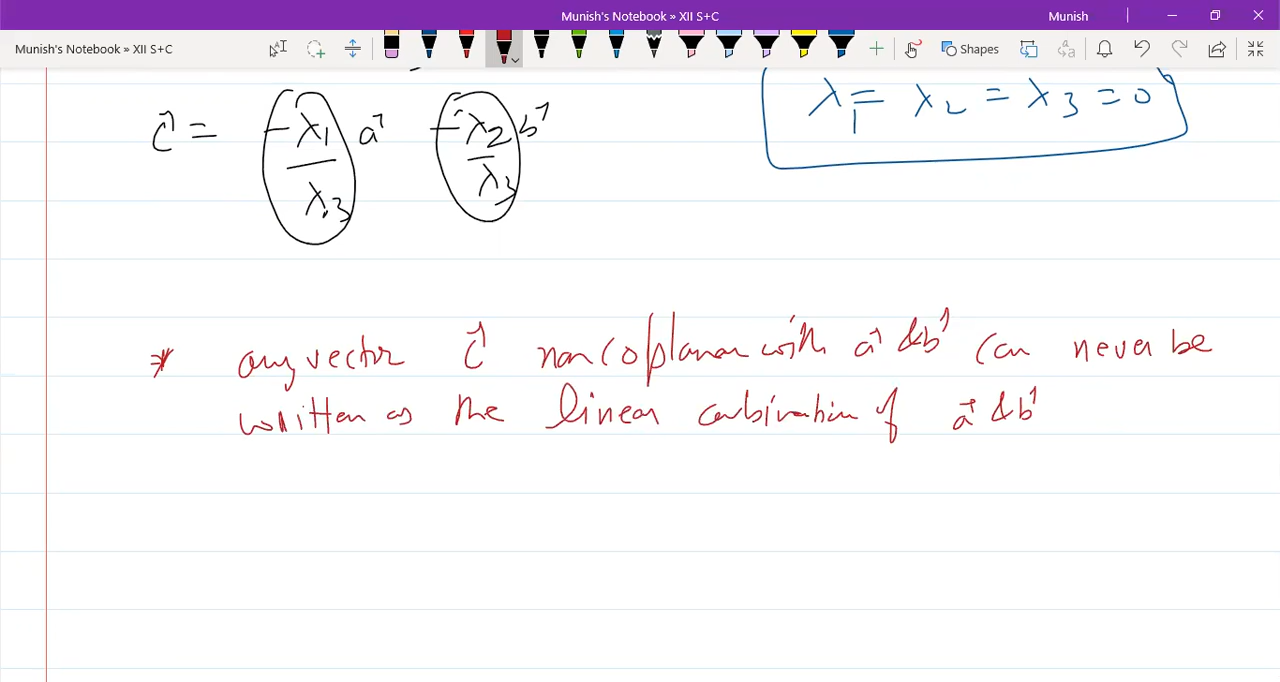 Munish's Notebook » XII S+C
Munish
Munish's Notebook » XII S+C
Shapes
λ1 = λ2 = λ3 = 0
c⃗ = -λ1/λ3 a⃗ -λ2/λ3 b⃗
* any vector c⃗ noncoplanar with a⃗ & b⃗ can never be
written as the linear combination of a⃗ & b⃗